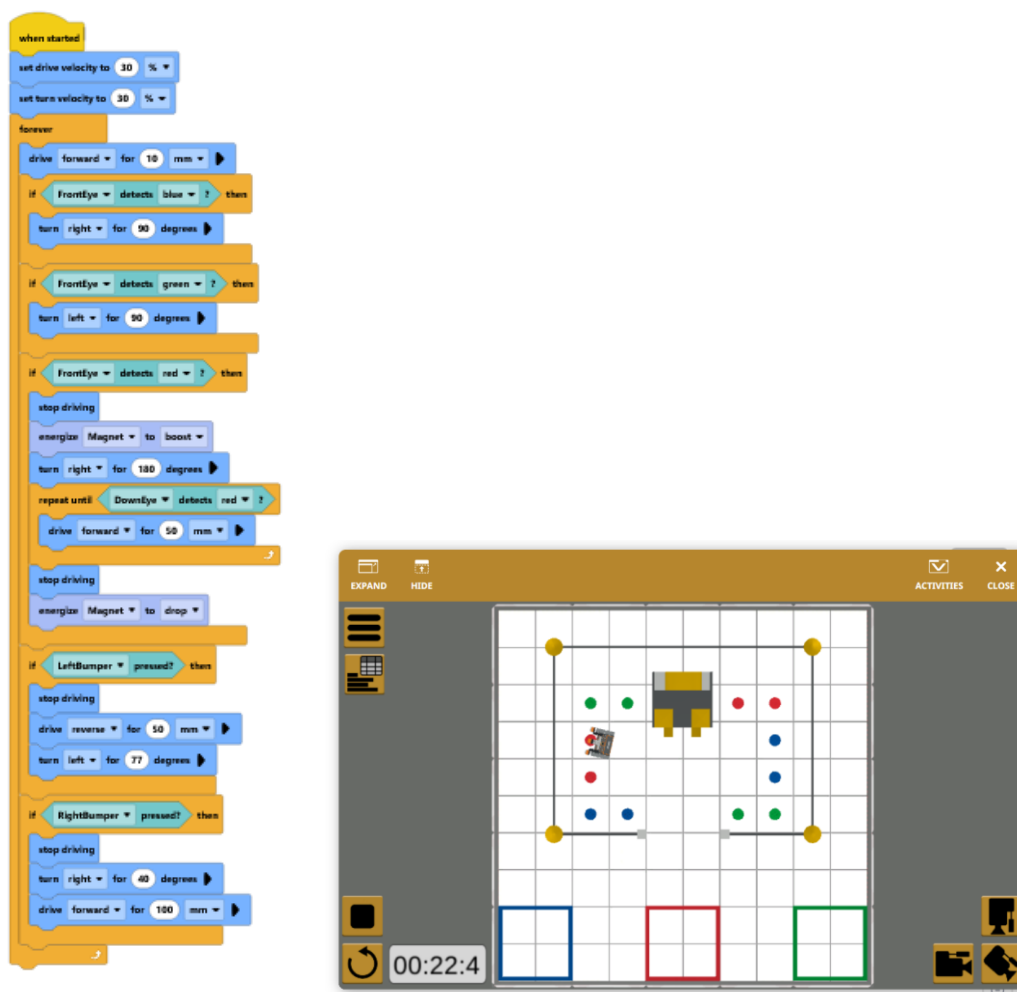 when started
set drive velocity to 30 %
set turn velocity to 30 %
forever
drive forward for 10 mm
if FrontEye detects blue ? then
turn right for 90 degrees
if FrontEye detects green ? then
turn left for 90 degrees
if FrontEye detects red ? then
stop driving
energize Magnet to boost
turn right for 180 degrees
repeat until DownEye detects red ?
drive forward for 50 mm
stop driving
energize Magnet to drop
if LeftBumper pressed? then
stop driving
drive reverse for 50 mm
turn left for 77 degrees
if RightBumper pressed? then
stop driving
turn right for 40 degrees
drive forward for 100 mm
EXPAND HIDE ACTIVITIES CLOSE
00:22:4